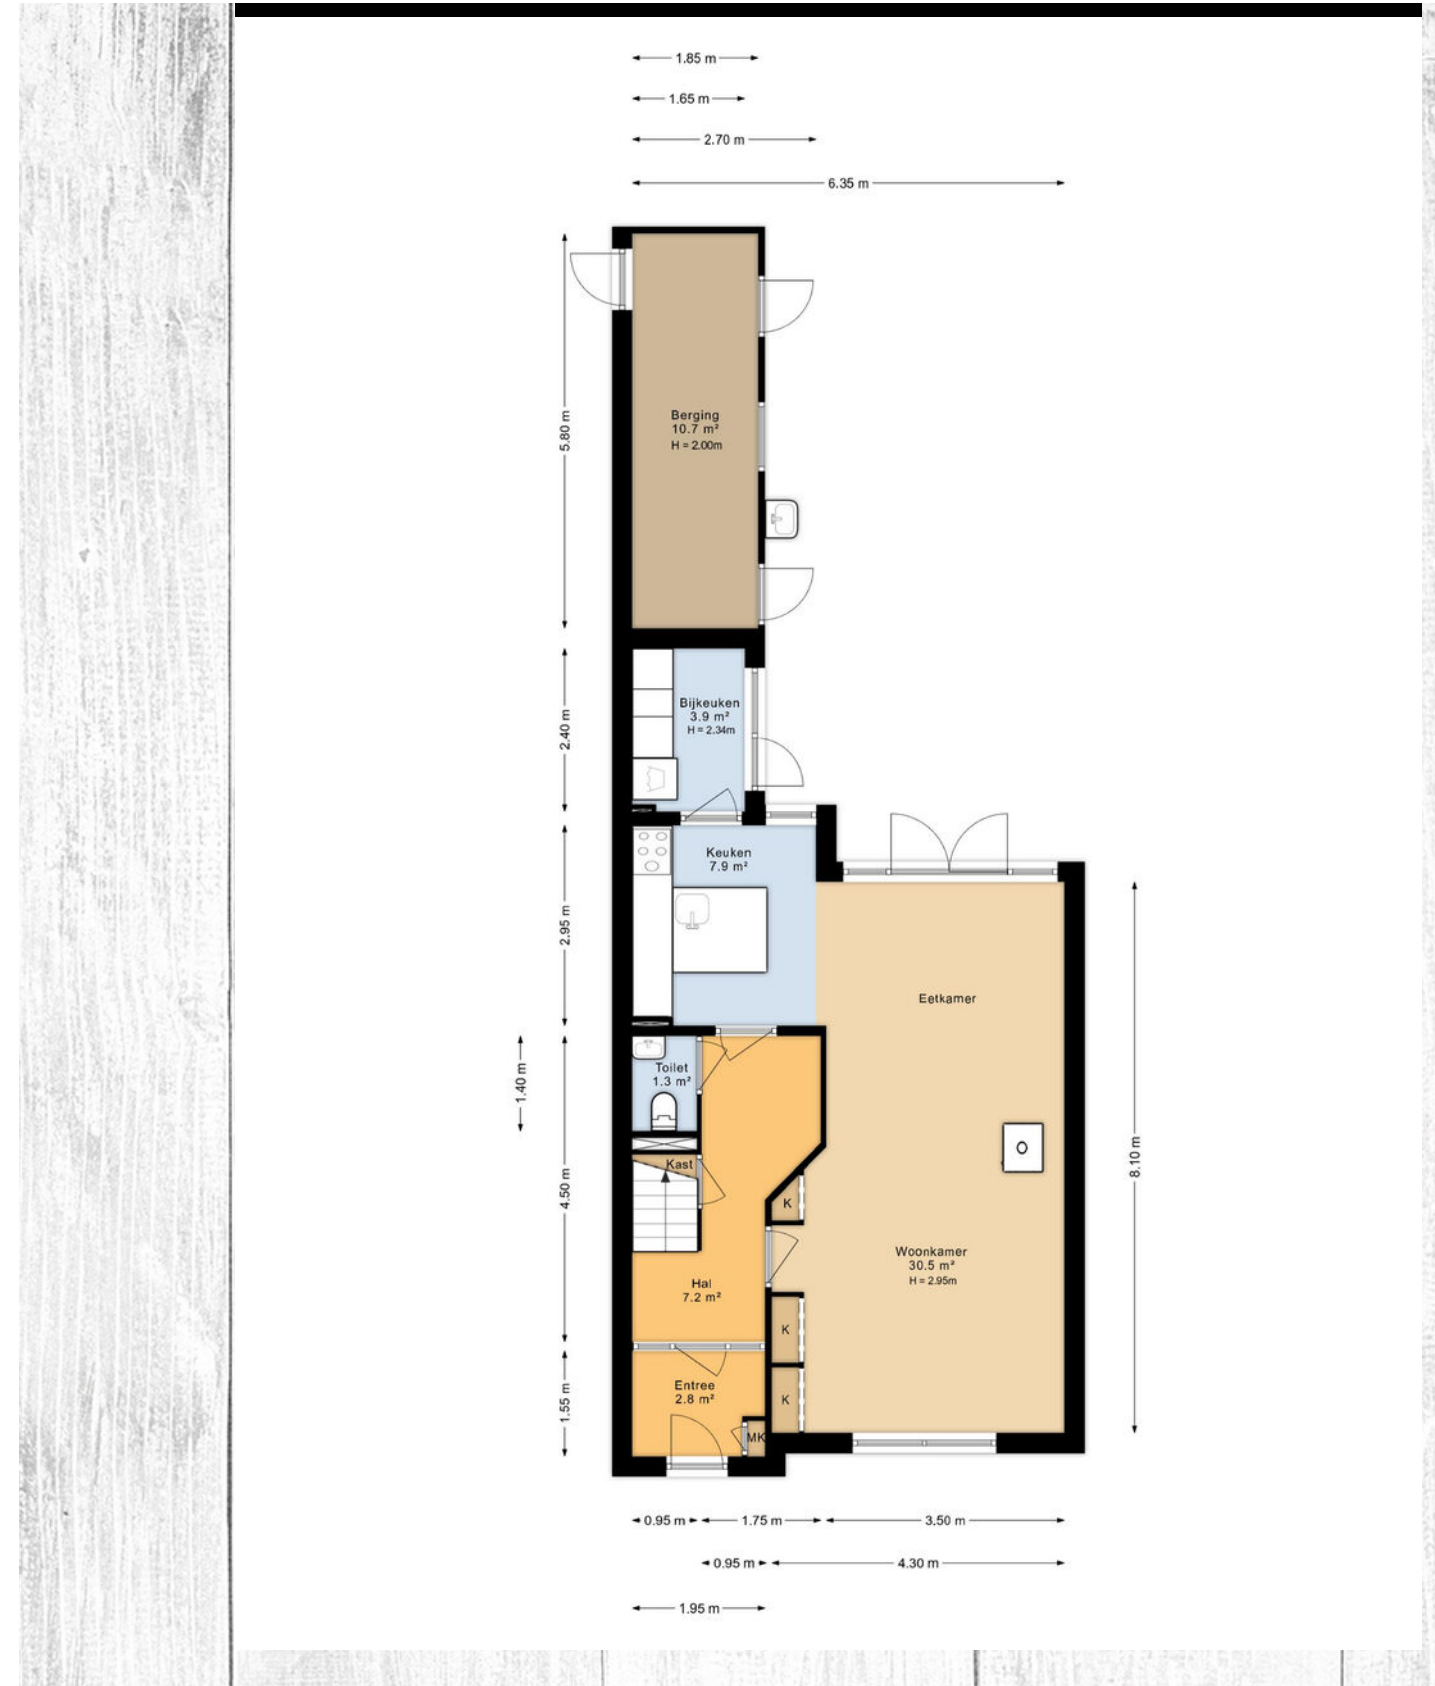 1.85 m
1.65 m
2.70 m
6.35 m
5.80 m
Berging
10.7 m²
H = 2.00m
2.40 m
Bijkeuken
3.9 m²
H = 2.34m
2.95 m
Keuken
7.9 m²
Eetkamer
1.40 m
Toilet
1.3 m²
4.50 m
Kast
8.10 m
K
Woonkamer
30.5 m²
H = 2.95m
Hal
7.2 m²
K
1.55 m
Entree
2.8 m²
K
MK
0.95 m
1.75 m
3.50 m
0.95 m
4.30 m
1.95 m